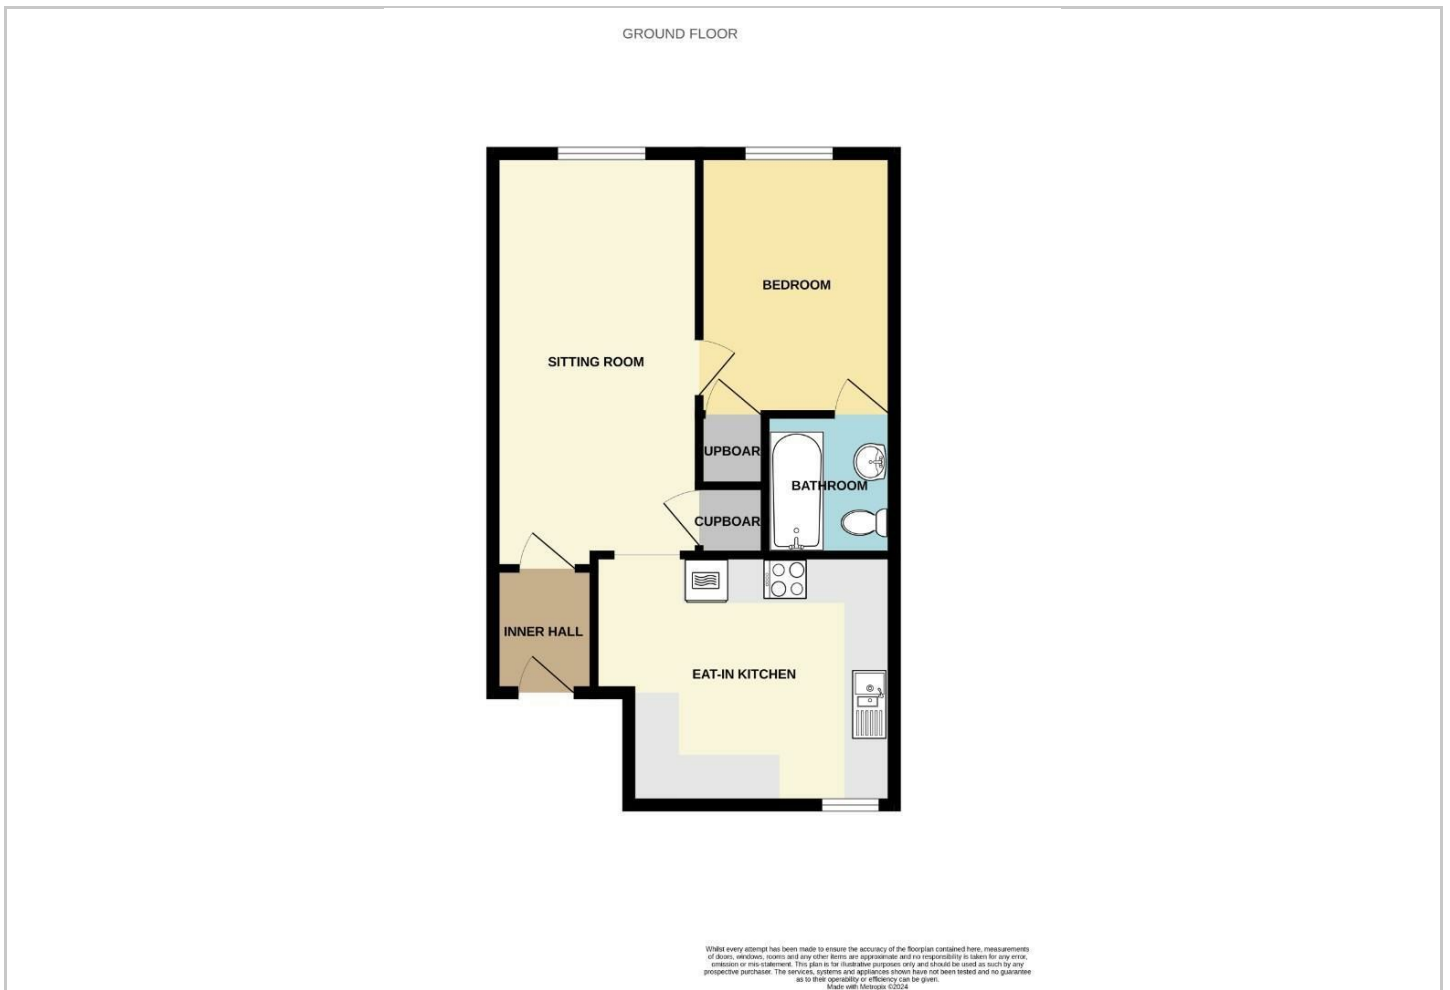 GROUND FLOOR
BEDROOM
SITTING ROOM
UPBOAR
BATHROOM
CUPBOAR
INNER HALL
EAT-IN KITCHEN
Whilst every attempt has been made to ensure the accuracy of the floorplan contained here, measurements
of doors, windows, rooms and any other items are approximate and no responsibility is taken for any error,
omission or mis-statement. This plan is for illustrative purposes only and should be used as such by any
prospective purchaser. The services, systems and appliances shown have not been tested and no guarantee
as to their operability or efficiency can be given.
Made with Metropix ©2024